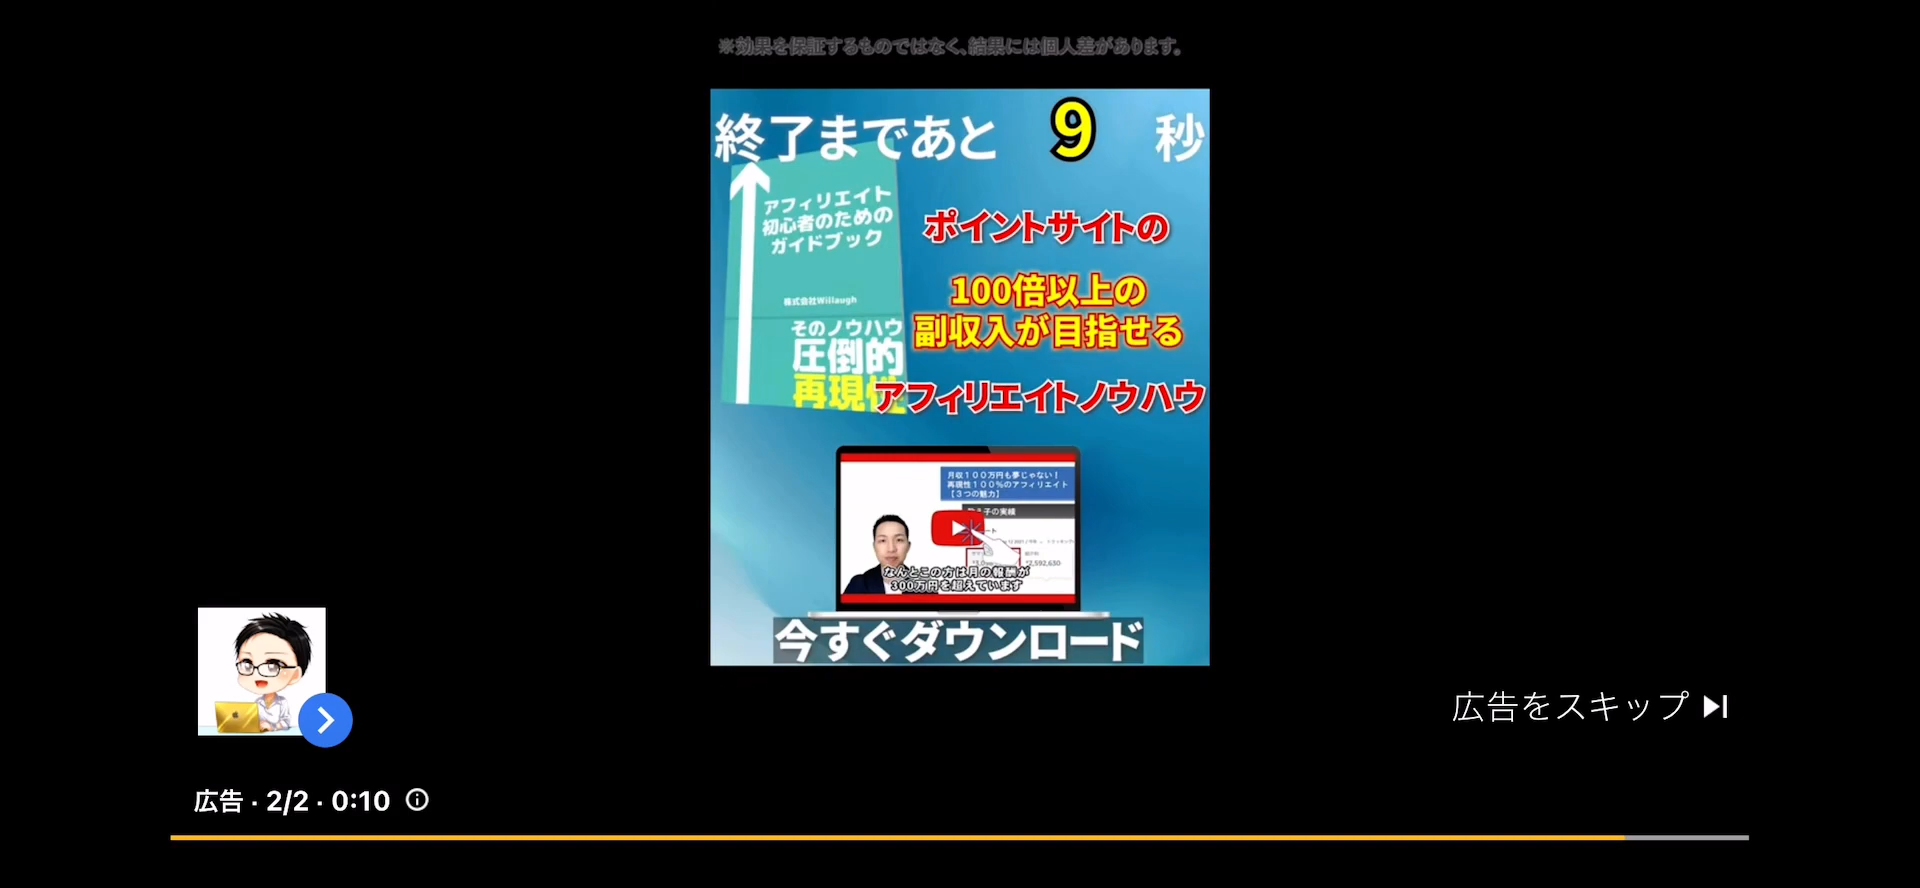 ※効果を保証するものではなく、結果には個人差があります。
終了まであと 9 秒
アフィリエイト
初心者のための
ガイドブック
株式会社Willaugh
そのノウハウ
圧倒的
再現性
ポイントサイトの
100倍以上の
副収入が目指せる
アフィリエイトノウハウ
月収100万円も夢じゃない!
再現性100%のアフィリエイト
【3つの魅力】
子の実績
ート
2,592,630
なんとこの方は月の報酬が
300万円を超えています
今すぐダウンロード
広告をスキップ
広告 · 2/2 · 0:10